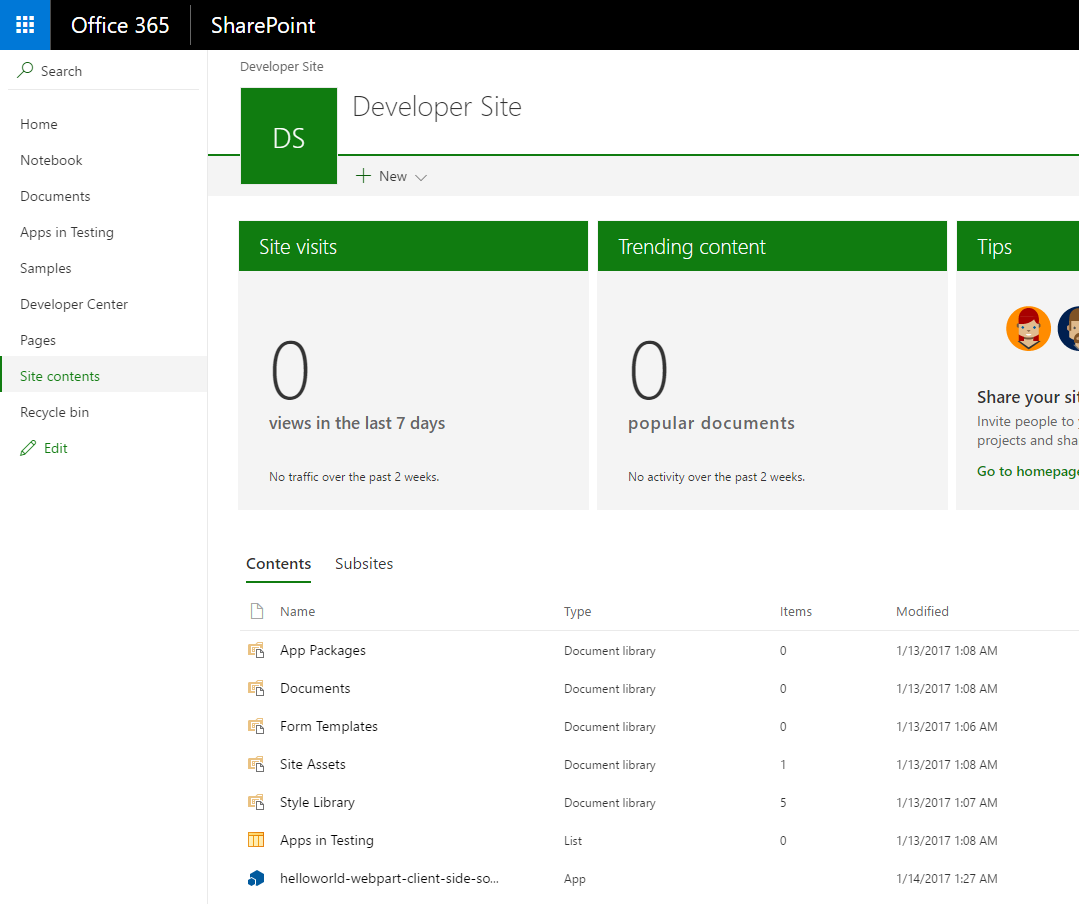 Office 365 SharePoint
Search
Home
Notebook
Documents
Apps in Testing
Samples
Developer Center
Pages
Site contents
Recycle bin
Edit
Developer Site
DS
Developer Site
New
Site visits
0
views in the last 7 days
No traffic over the past 2 weeks.
Trending content
0
popular documents
No activity over the past 2 weeks.
Tips
Share your sit
Invite people to
projects and sha
Go to homepage
Contents Subsites
Name Type Items Modified
App Packages Document library 0 1/13/2017 1:08 AM
Documents Document library 0 1/13/2017 1:08 AM
Form Templates Document library 0 1/13/2017 1:06 AM
Site Assets Document library 1 1/13/2017 1:08 AM
Style Library Document library 5 1/13/2017 1:07 AM
Apps in Testing List 0 1/13/2017 1:08 AM
helloworld-webpart-client-side-so... App 1/14/2017 1:27 AM